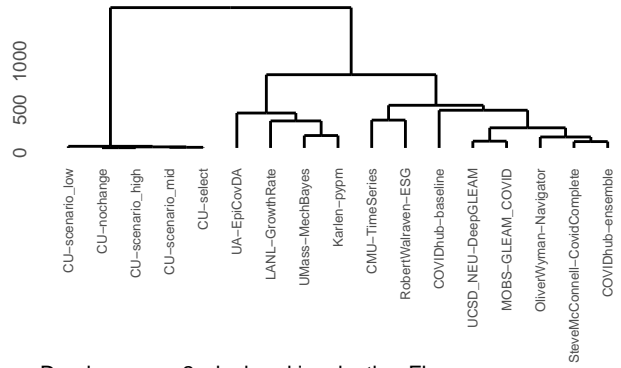 1000
500
0
CU−scenario_low
CU−nochange
CU−scenario_high
CU−scenario_mid
CU−select
UA−EpiCovDA
LANL−GrowthRate
UMass−MechBayes
Karlen−pypm
CMU−TimeSeries
RobertWalraven−ESG
COVIDhub−baseline
UCSD_NEU−DeepGLEAM
MOBS−GLEAM_COVID
OliverWyman−Navigator
SteveMcConnell−CovidComplete
COVIDhub−ensemble